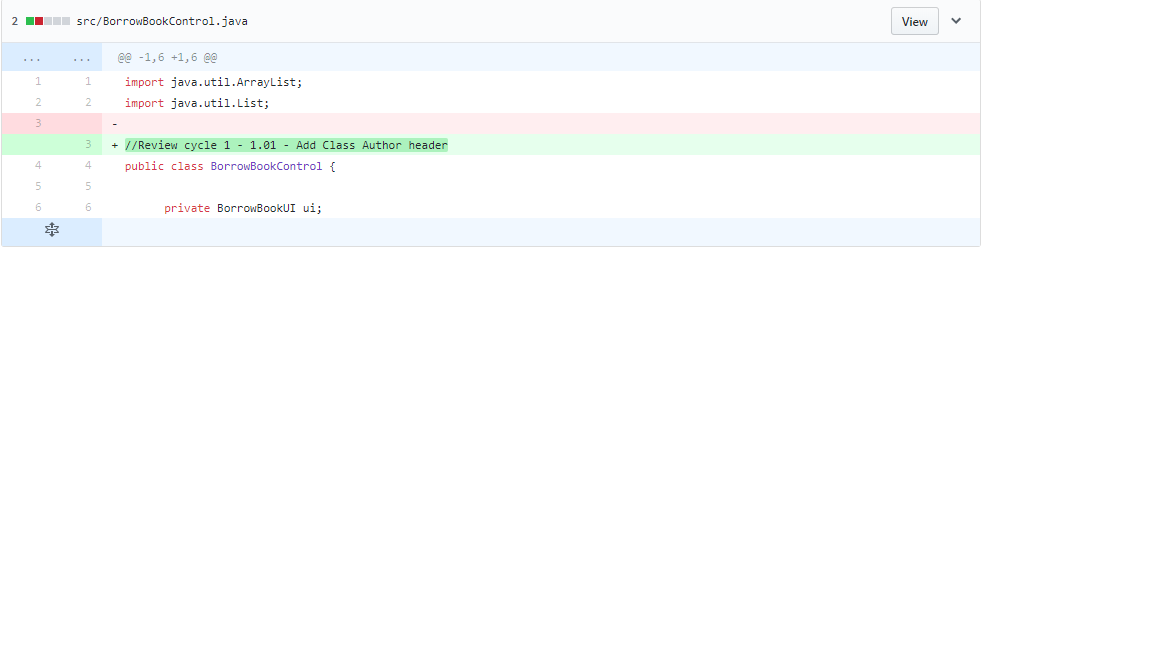 2 src/BorrowBookControl.java View
... ... @@ -1,6 +1,6 @@
1 1 import java.util.ArrayList;
2 2 import java.util.List;
3 -
3 + //Review cycle 1 - 1.01 - Add Class Author header
4 4 public class BorrowBookControl {
5 5
6 6 private BorrowBookUI ui;